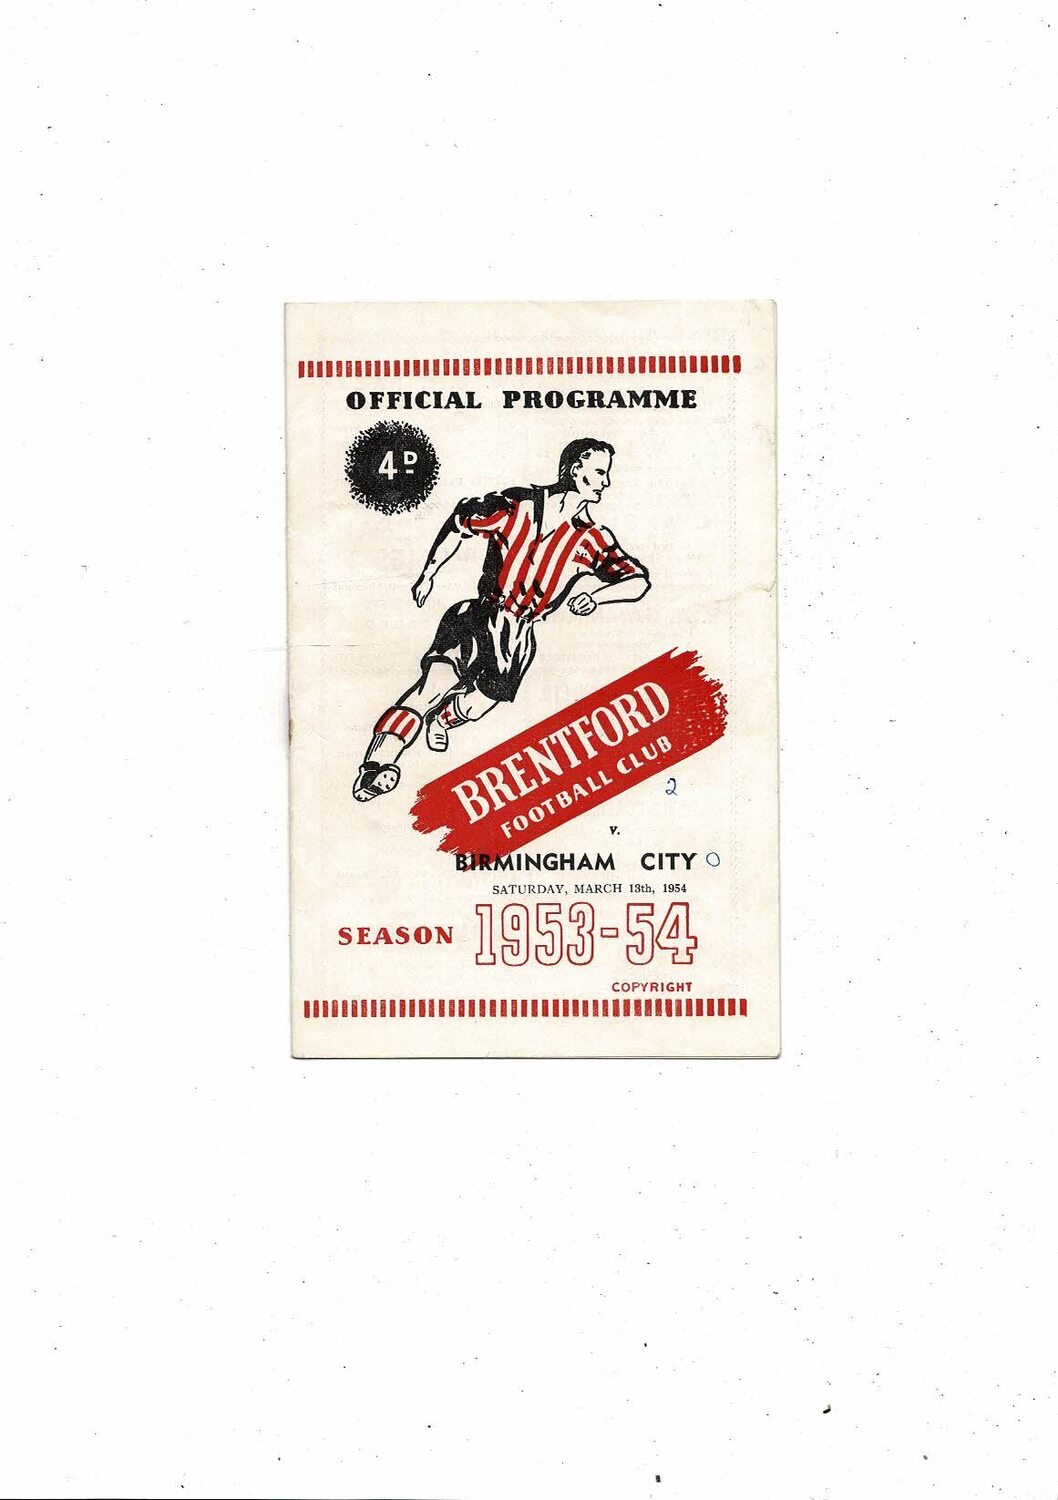 OFFICIAL PROGRAMME
4D-
BRENTFORD
FOOTBALL CLUB
2
v.
BIRMINGHAM CITY 0
SATURDAY, MARCH 13th, 1954
SEASON 1953-54
COPYRIGHT